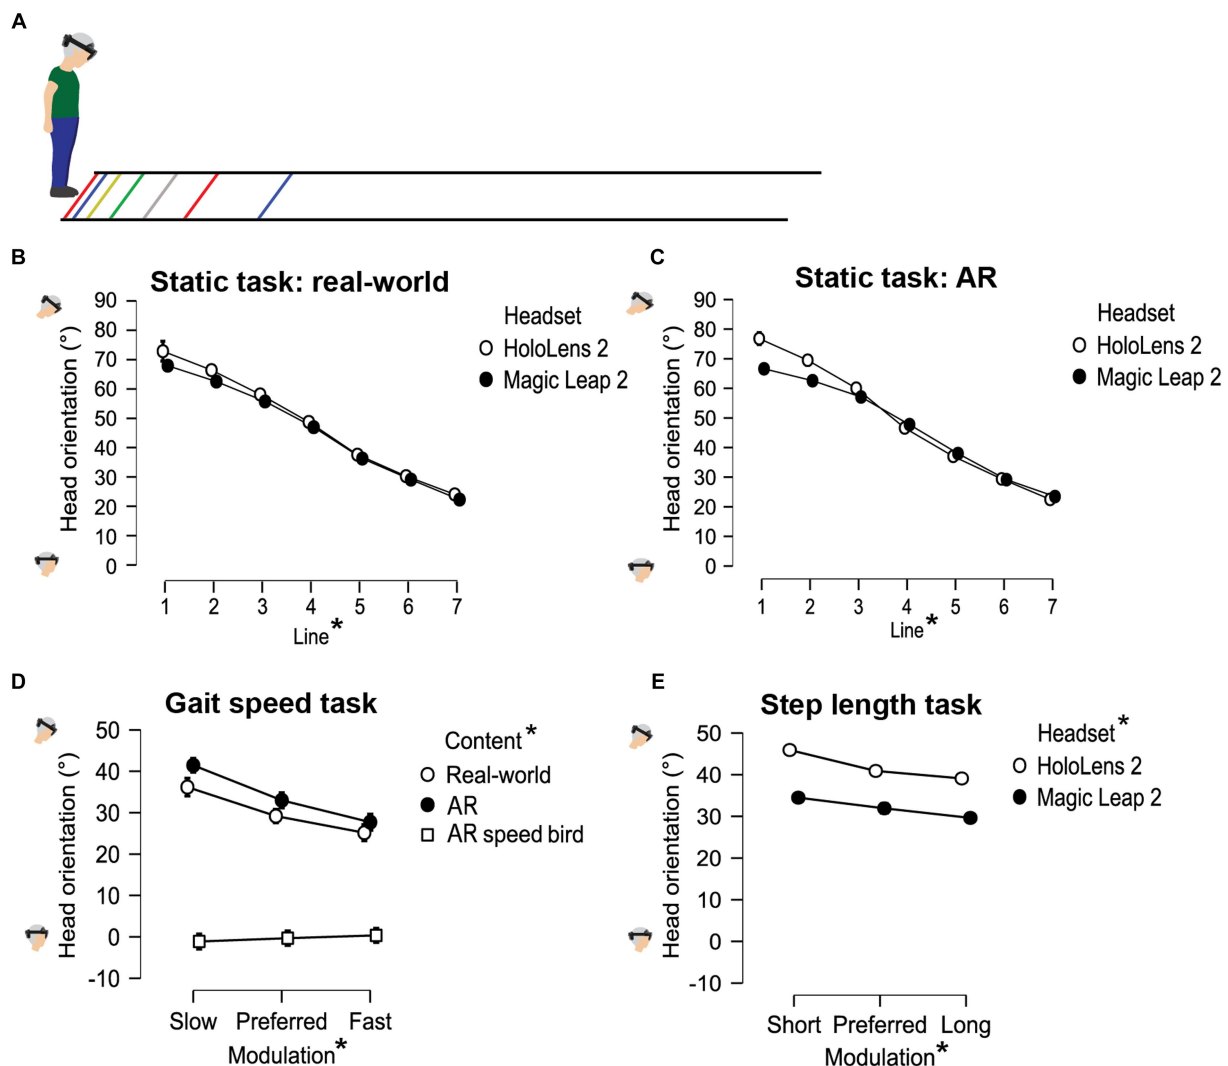 A
B
Static task: real-world
Head orientation (°)
90
80
70
60
50
40
30
20
10
0
Headset
HoloLens 2
Magic Leap 2
1 2 3 4 5 6 7
Line*
C
Static task: AR
Head orientation (°)
90
80
70
60
50
40
30
20
10
0
Headset
HoloLens 2
Magic Leap 2
1 2 3 4 5 6 7
Line*
D
Gait speed task
Head orientation (°)
50
40
30
20
10
0
-10
Content*
Real-world
AR
AR speed bird
Slow Preferred Fast
Modulation*
E
Step length task
Head orientation (°)
50
40
30
20
10
0
-10
Headset*
HoloLens 2
Magic Leap 2
Short Preferred Long
Modulation*